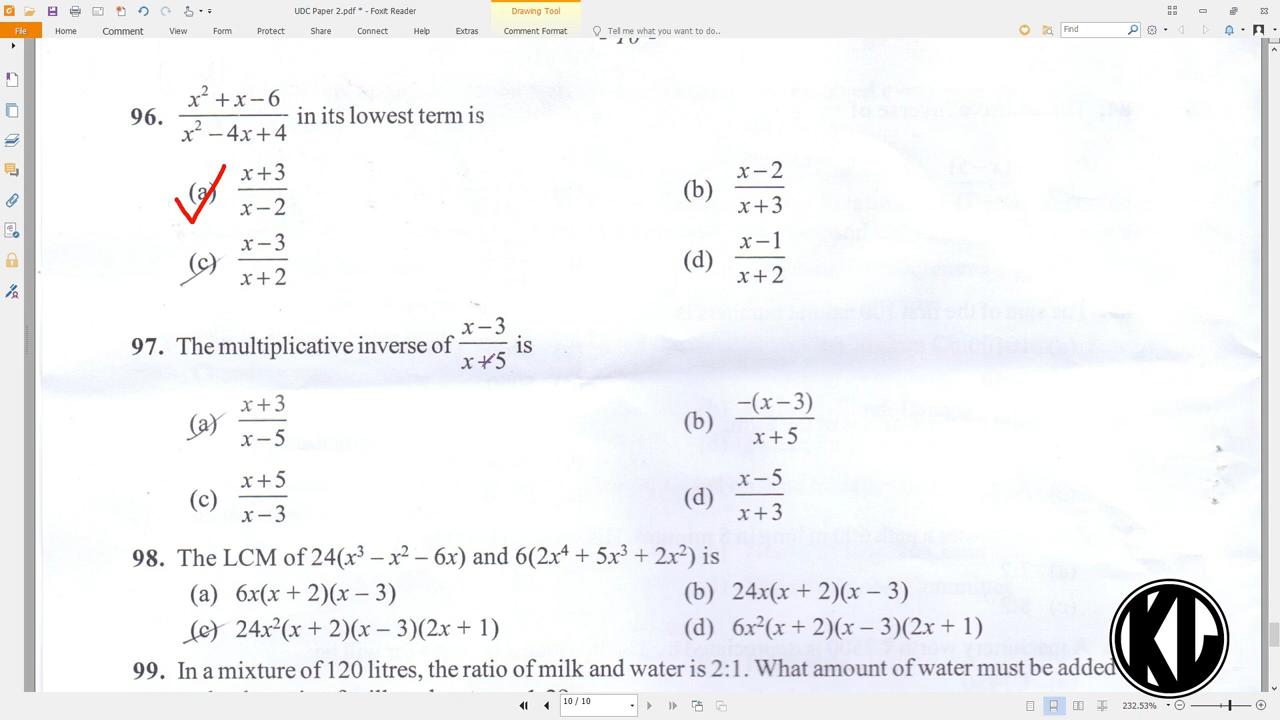 UDC Paper 2.pdf * - Foxit Reader
Drawing Tool
File Home Comment View Form Protect Share Connect Help Extras Comment Format Tell me what you want to do.. Find
- 10 -
96. (x² + x − 6)/(x² − 4x + 4) in its lowest term is
(a) (x + 3)/(x − 2) (b) (x − 2)/(x + 3)
(c) (x − 3)/(x + 2) (d) (x − 1)/(x + 2)
97. The multiplicative inverse of (x − 3)/(x + 5) is
(a) (x + 3)/(x − 5) (b) −(x − 3)/(x + 5)
(c) (x + 5)/(x − 3) (d) (x − 5)/(x + 3)
98. The LCM of 24(x³ − x² − 6x) and 6(2x⁴ + 5x³ + 2x²) is
(a) 6x(x + 2)(x − 3) (b) 24x(x + 2)(x − 3)
(c) 24x²(x + 2)(x − 3)(2x + 1) (d) 6x²(x + 2)(x − 3)(2x + 1)
99. In a mixture of 120 litres, the ratio of milk and water is 2:1. What amount of water must be added
KL
10 / 10 232.53%